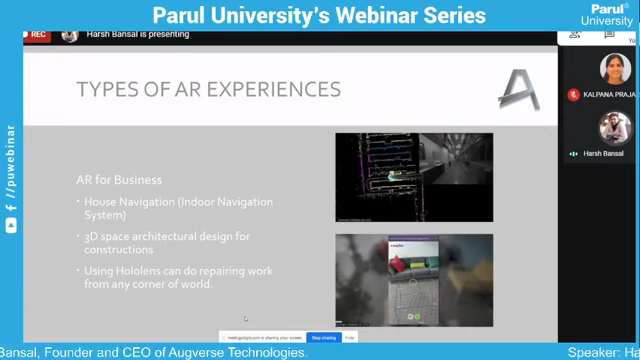 Parul University's Webinar Series
Parul®
University
REC
Harsh Bansal is presenting
Yo
TYPES OF AR EXPERIENCES
KALPANA PRAJA
Harsh Bansal
/puwebinar
AR for Business
• House Navigation (Indoor Navigation
System)
• 3D space architectural design for
constructions
• Using Hololens can do repairing work
from any corner of world.
meet.google.com is sharing your screen.
Stop sharing
Hide
Bansal, Founder and CEO of Augverse Technologies.
Speaker: Ha